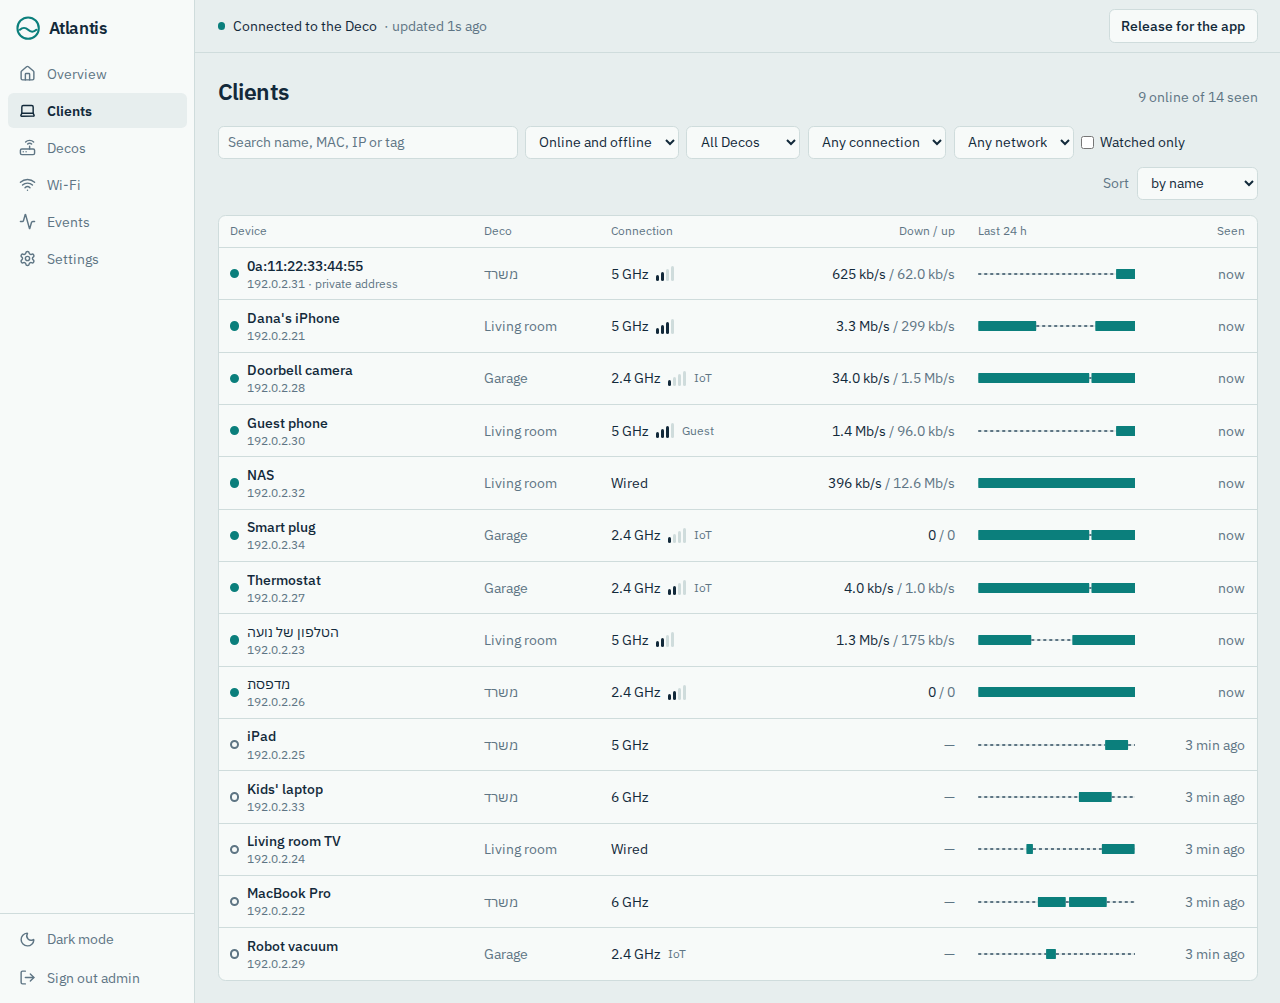 Atlantis
Overview
Clients
Decos
Wi-Fi
Events
Settings
Dark mode
Sign out admin
Connected to the Deco · updated 1s ago
Release for the app
Clients
9 online of 14 seen
Search name, MAC, IP or tag
Online and offline
All Decos
Any connection
Any network
Watched only
Sort by name
Device Deco Connection Down / up Last 24 h Seen
0a:11:22:33:44:55 משרד 5 GHz 625 kb/s / 62.0 kb/s now
192.0.2.31 · private address
Dana's iPhone Living room 5 GHz 3.3 Mb/s / 299 kb/s now
192.0.2.21
Doorbell camera Garage 2.4 GHz IoT 34.0 kb/s / 1.5 Mb/s now
192.0.2.28
Guest phone Living room 5 GHz Guest 1.4 Mb/s / 96.0 kb/s now
192.0.2.30
NAS Living room Wired 396 kb/s / 12.6 Mb/s now
192.0.2.32
Smart plug Garage 2.4 GHz IoT 0 / 0 now
192.0.2.34
Thermostat Garage 2.4 GHz IoT 4.0 kb/s / 1.0 kb/s now
192.0.2.27
הטלפון של נועה Living room 5 GHz 1.3 Mb/s / 175 kb/s now
192.0.2.23
מדפסת משרד 2.4 GHz 0 / 0 now
192.0.2.26
iPad משרד 5 GHz — 3 min ago
192.0.2.25
Kids' laptop משרד 6 GHz — 3 min ago
192.0.2.33
Living room TV Living room Wired — 3 min ago
192.0.2.24
MacBook Pro משרד 6 GHz — 3 min ago
192.0.2.22
Robot vacuum Garage 2.4 GHz IoT — 3 min ago
192.0.2.29